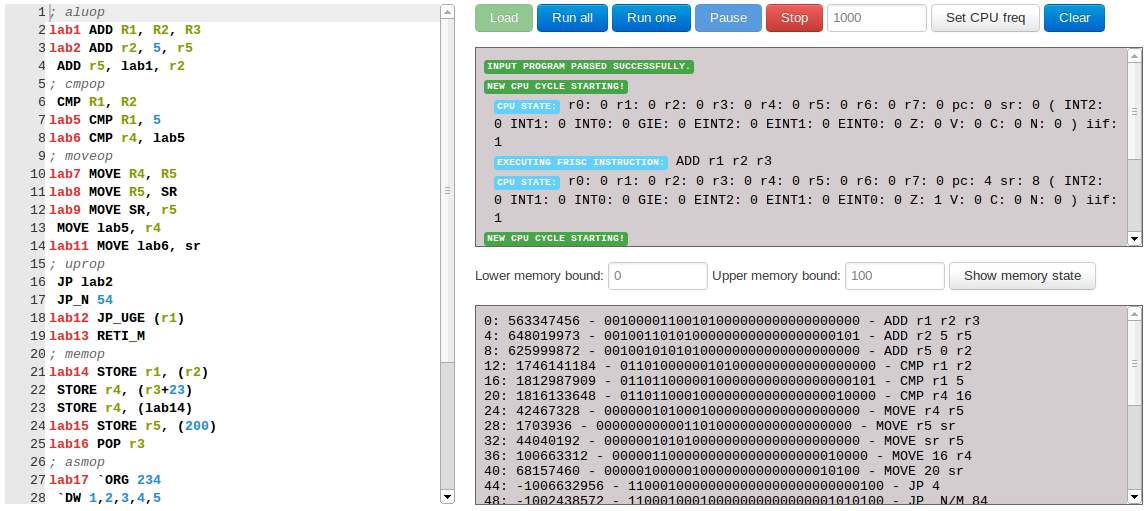 1 ; aluop
2 lab1 ADD R1, R2, R3
3 lab2 ADD r2, 5, r5
4 ADD r5, lab1, r2
5 ; cmpop
6 CMP R1, R2
7 lab5 CMP R1, 5
8 lab6 CMP r4, lab5
9 ; moveop
10 lab7 MOVE R4, R5
11 lab8 MOVE R5, SR
12 lab9 MOVE SR, r5
13 MOVE lab5, r4
14 lab11 MOVE lab6, sr
15 ; uprop
16 JP lab2
17 JP_N 54
18 lab12 JP_UGE (r1)
19 lab13 RETI_M
20 ; memop
21 lab14 STORE r1, (r2)
22 STORE r4, (r3+23)
23 STORE r4, (lab14)
24 lab15 STORE r5, (200)
25 lab16 POP r3
26 ; asmop
27 lab17 `ORG 234
28 `DW 1,2,3,4,5
Load Run all Run one Pause Stop 1000 Set CPU freq Clear
INPUT PROGRAM PARSED SUCCESSFULLY.
NEW CPU CYCLE STARTING!
CPU STATE: r0: 0 r1: 0 r2: 0 r3: 0 r4: 0 r5: 0 r6: 0 r7: 0 pc: 0 sr: 0 ( INT2:
0 INT1: 0 INT0: 0 GIE: 0 EINT2: 0 EINT1: 0 EINT0: 0 Z: 0 V: 0 C: 0 N: 0 ) iif:
1
EXECUTING FRISC INSTRUCTION: ADD r1 r2 r3
CPU STATE: r0: 0 r1: 0 r2: 0 r3: 0 r4: 0 r5: 0 r6: 0 r7: 0 pc: 4 sr: 8 ( INT2:
0 INT1: 0 INT0: 0 GIE: 0 EINT2: 0 EINT1: 0 EINT0: 0 Z: 1 V: 0 C: 0 N: 0 ) iif:
1
NEW CPU CYCLE STARTING!
Lower memory bound: 0 Upper memory bound: 100 Show memory state
0: 563347456 - 00100001100101000000000000000000 - ADD r1 r2 r3
4: 648019973 - 00100110101000000000000000000101 - ADD r2 5 r5
8: 625999872 - 00100101010100000000000000000000 - ADD r5 0 r2
12: 1746141184 - 01101000000101000000000000000000 - CMP r1 r2
16: 1812987909 - 01101100000100000000000000000101 - CMP r1 5
20: 1816133648 - 01101100010000000000000000010000 - CMP r4 16
24: 42467328 - 00000010100010000000000000000000 - MOVE r4 r5
28: 1703936 - 00000000000110100000000000000000 - MOVE r5 sr
32: 44040192 - 00000010101000000000000000000000 - MOVE sr r5
36: 100663312 - 00000110000000000000000000010000 - MOVE 16 r4
40: 68157460 - 00000100000100000000000000010100 - MOVE 20 sr
44: -1006632956 - 11000100000000000000000000000100 - JP 4
48: -1002438572 - 11000100010000000000000001010100 - JP_N/M 84